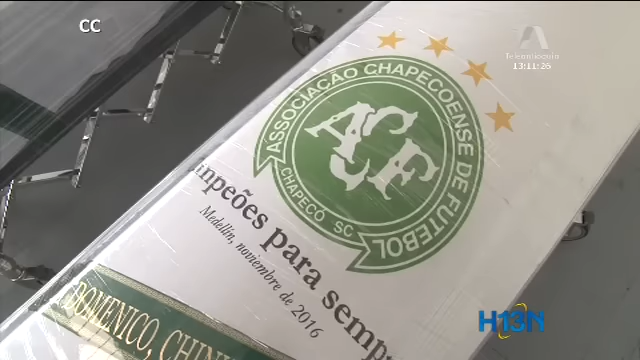 CC
Teleantioquia
13:11:26
ASSOCIAÇÃO CHAPECOENSE DE FUTEBOL
ACF
CHAPECÓ SC
mpeões para sempr
Medellín, noviembre de 2016
DOMENICO, CHIN
H13N